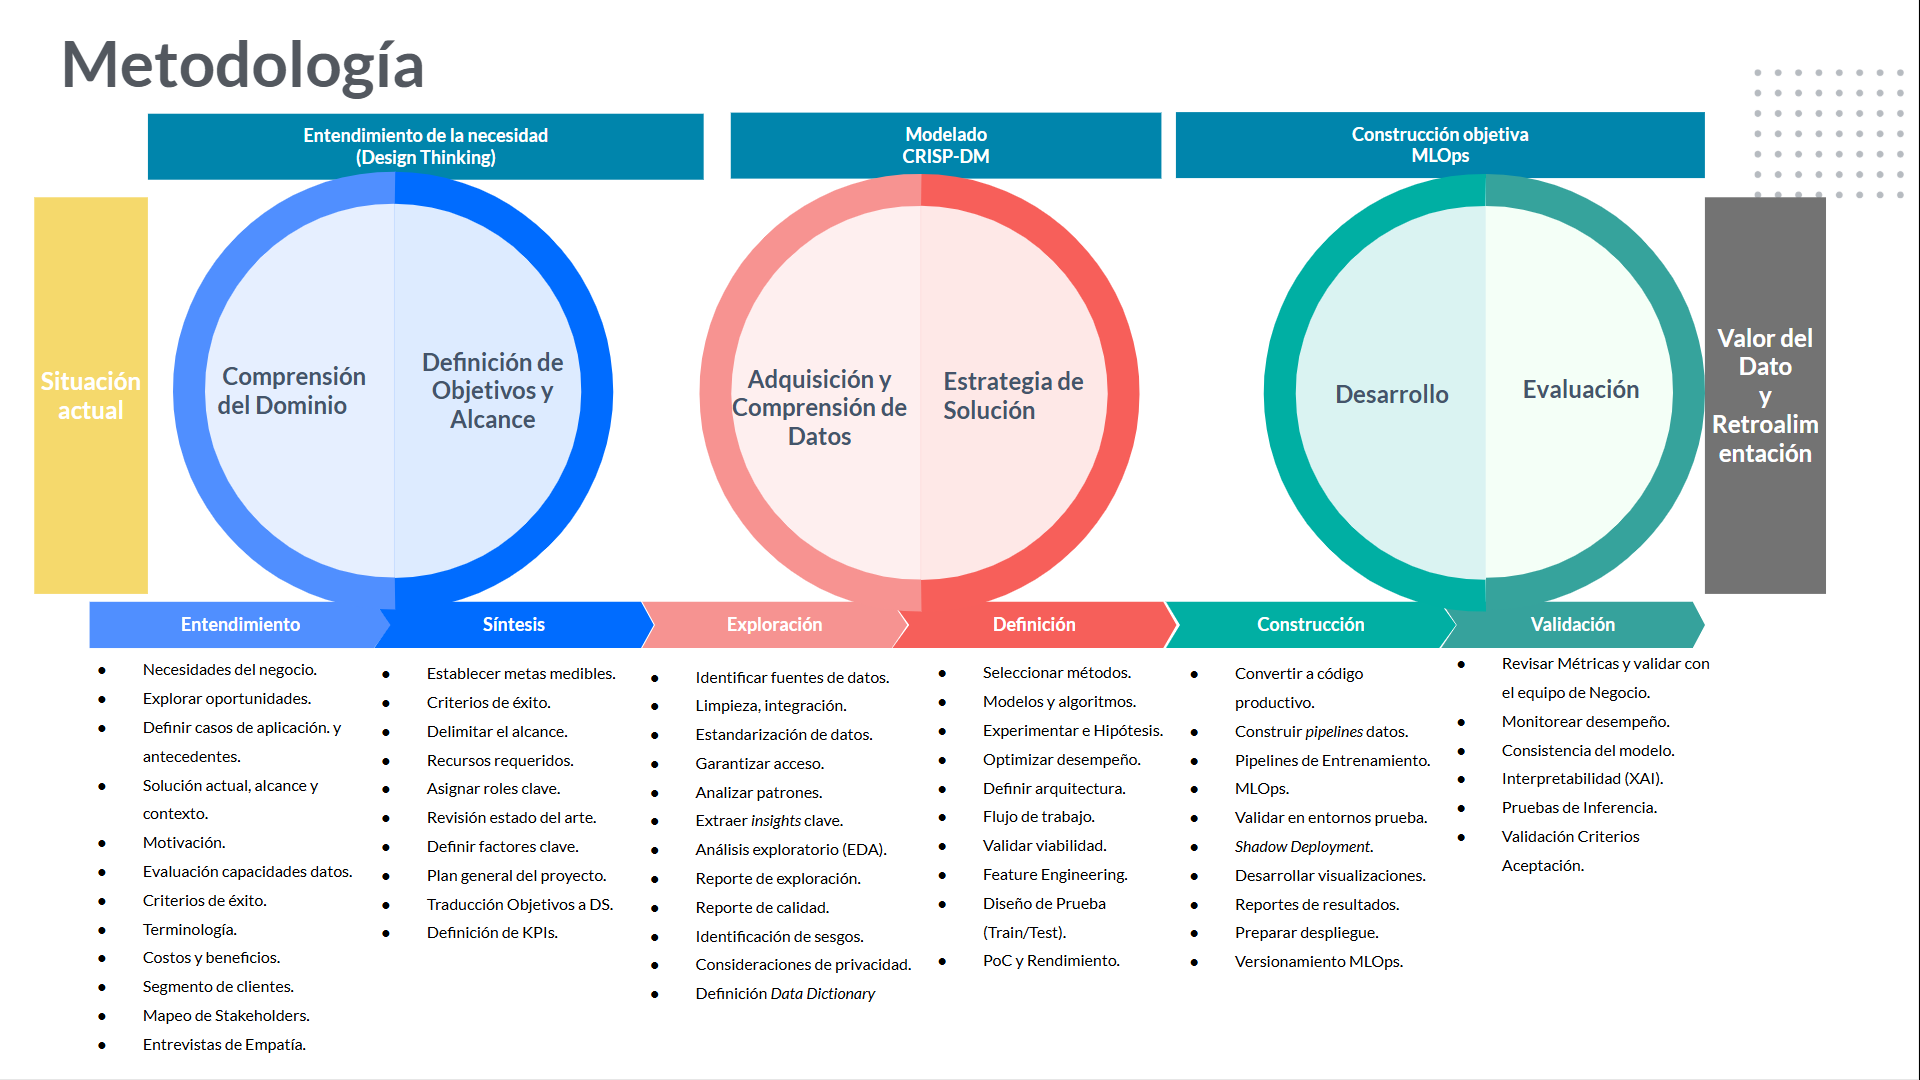 Metodología
Entendimiento de la necesidad
(Design Thinking)
Modelado
CRISP-DM
Construcción objetiva
MLOps
Situación
actual
Comprensión
del Dominio
Definición de
Objetivos y
Alcance
Adquisición y
Comprensión de
Datos
Estrategia de
Solución
Desarrollo
Evaluación
Valor del
Dato
y
Retroalim
entación
Entendimiento
● Necesidades del negocio.
● Explorar oportunidades.
● Definir casos de aplicación. y
antecedentes.
● Solución actual, alcance y
contexto.
● Motivación.
● Evaluación capacidades datos.
● Criterios de éxito.
● Terminología.
● Costos y beneficios.
● Segmento de clientes.
● Mapeo de Stakeholders.
● Entrevistas de Empatía.
Síntesis
● Establecer metas medibles.
● Criterios de éxito.
● Delimitar el alcance.
● Recursos requeridos.
● Asignar roles clave.
● Revisión estado del arte.
● Definir factores clave.
● Plan general del proyecto.
● Traducción Objetivos a DS.
● Definición de KPIs.
Exploración
● Identificar fuentes de datos.
● Limpieza, integración.
● Estandarización de datos.
● Garantizar acceso.
● Analizar patrones.
● Extraer insights clave.
● Análisis exploratorio (EDA).
● Reporte de exploración.
● Reporte de calidad.
● Identificación de sesgos.
● Consideraciones de privacidad.
● Definición Data Dictionary
Definición
● Seleccionar métodos.
● Modelos y algoritmos.
● Experimentar e Hipótesis.
● Optimizar desempeño.
● Definir arquitectura.
● Flujo de trabajo.
● Validar viabilidad.
● Feature Engineering.
● Diseño de Prueba
(Train/Test).
● PoC y Rendimiento.
Construcción
● Convertir a código
productivo.
● Construir pipelines datos.
● Pipelines de Entrenamiento.
● MLOps.
● Validar en entornos prueba.
● Shadow Deployment.
● Desarrollar visualizaciones.
● Reportes de resultados.
● Preparar despliegue.
● Versionamiento MLOps.
Validación
● Revisar Métricas y validar con
el equipo de Negocio.
● Monitorear desempeño.
● Consistencia del modelo.
● Interpretabilidad (XAI).
● Pruebas de Inferencia.
● Validación Criterios
Aceptación.